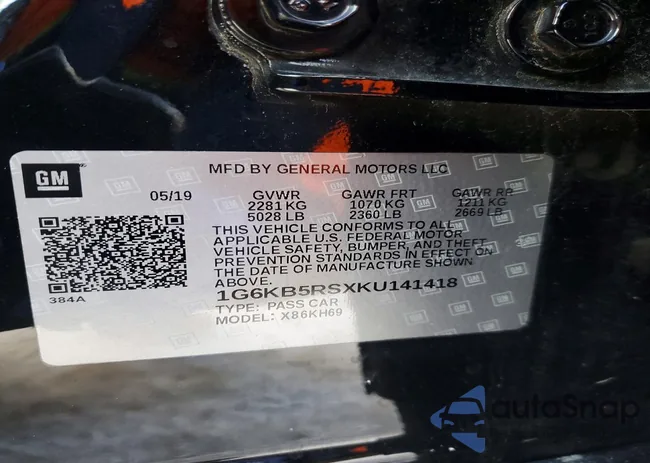 GM
MFD BY GENERAL MOTORS LLC
05/19 GVWR GAWR FRT GAWR RR
2281 KG 1070 KG 1211 KG
5028 LB 2360 LB 2669 LB
THIS VEHICLE CONFORMS TO ALL
APPLICABLE U.S. FEDERAL MOTOR
VEHICLE SAFETY, BUMPER, AND THEFT
PREVENTION STANDARDS IN EFFECT ON
THE DATE OF MANUFACTURE SHOWN
ABOVE.
384A
1G6KB5RSXKU141418
TYPE: PASS CAR
MODEL: X86KH69
autoSnap